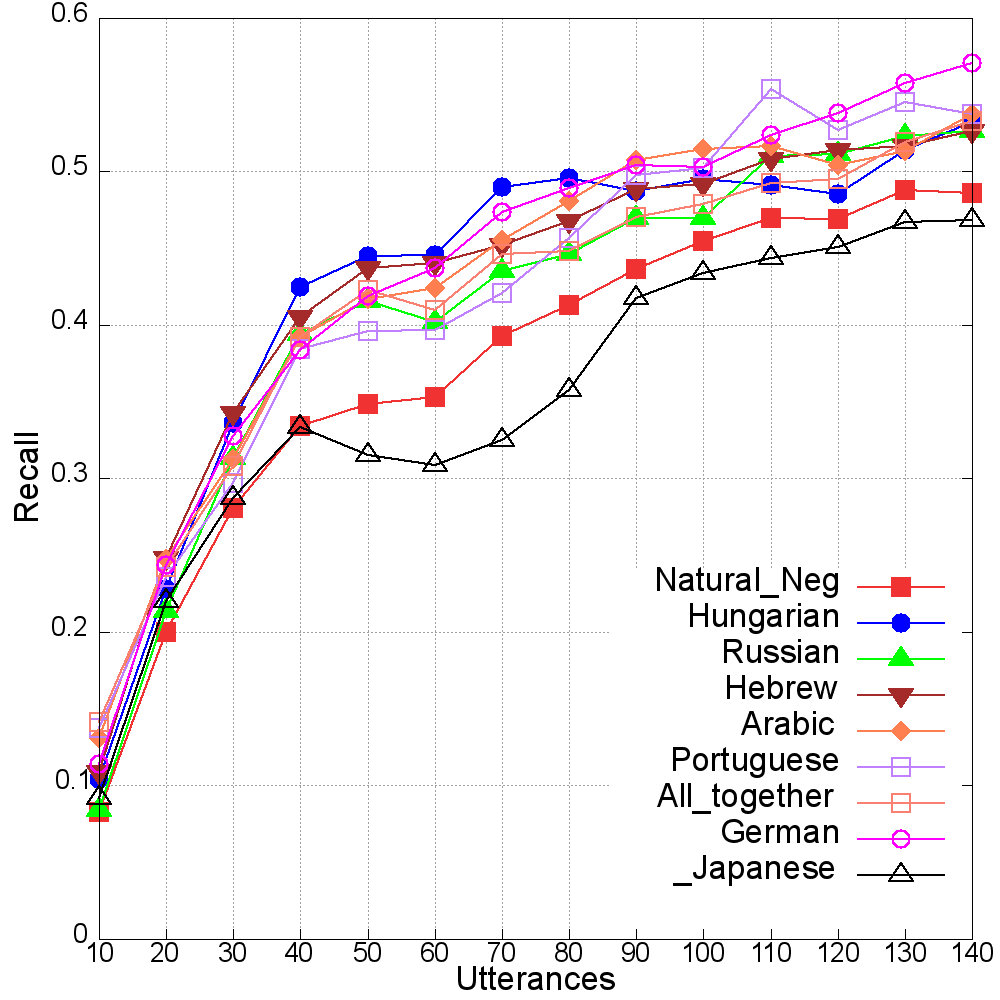 0.6
0.5
0.4
0.3
0.2
0.1
0
Recall
Natural_Neg
Hungarian
Russian
Hebrew
Arabic
Portuguese
All_together
German
_Japanese
10 20 30 40 50 60 70 80 90 100 110 120 130 140
Utterances